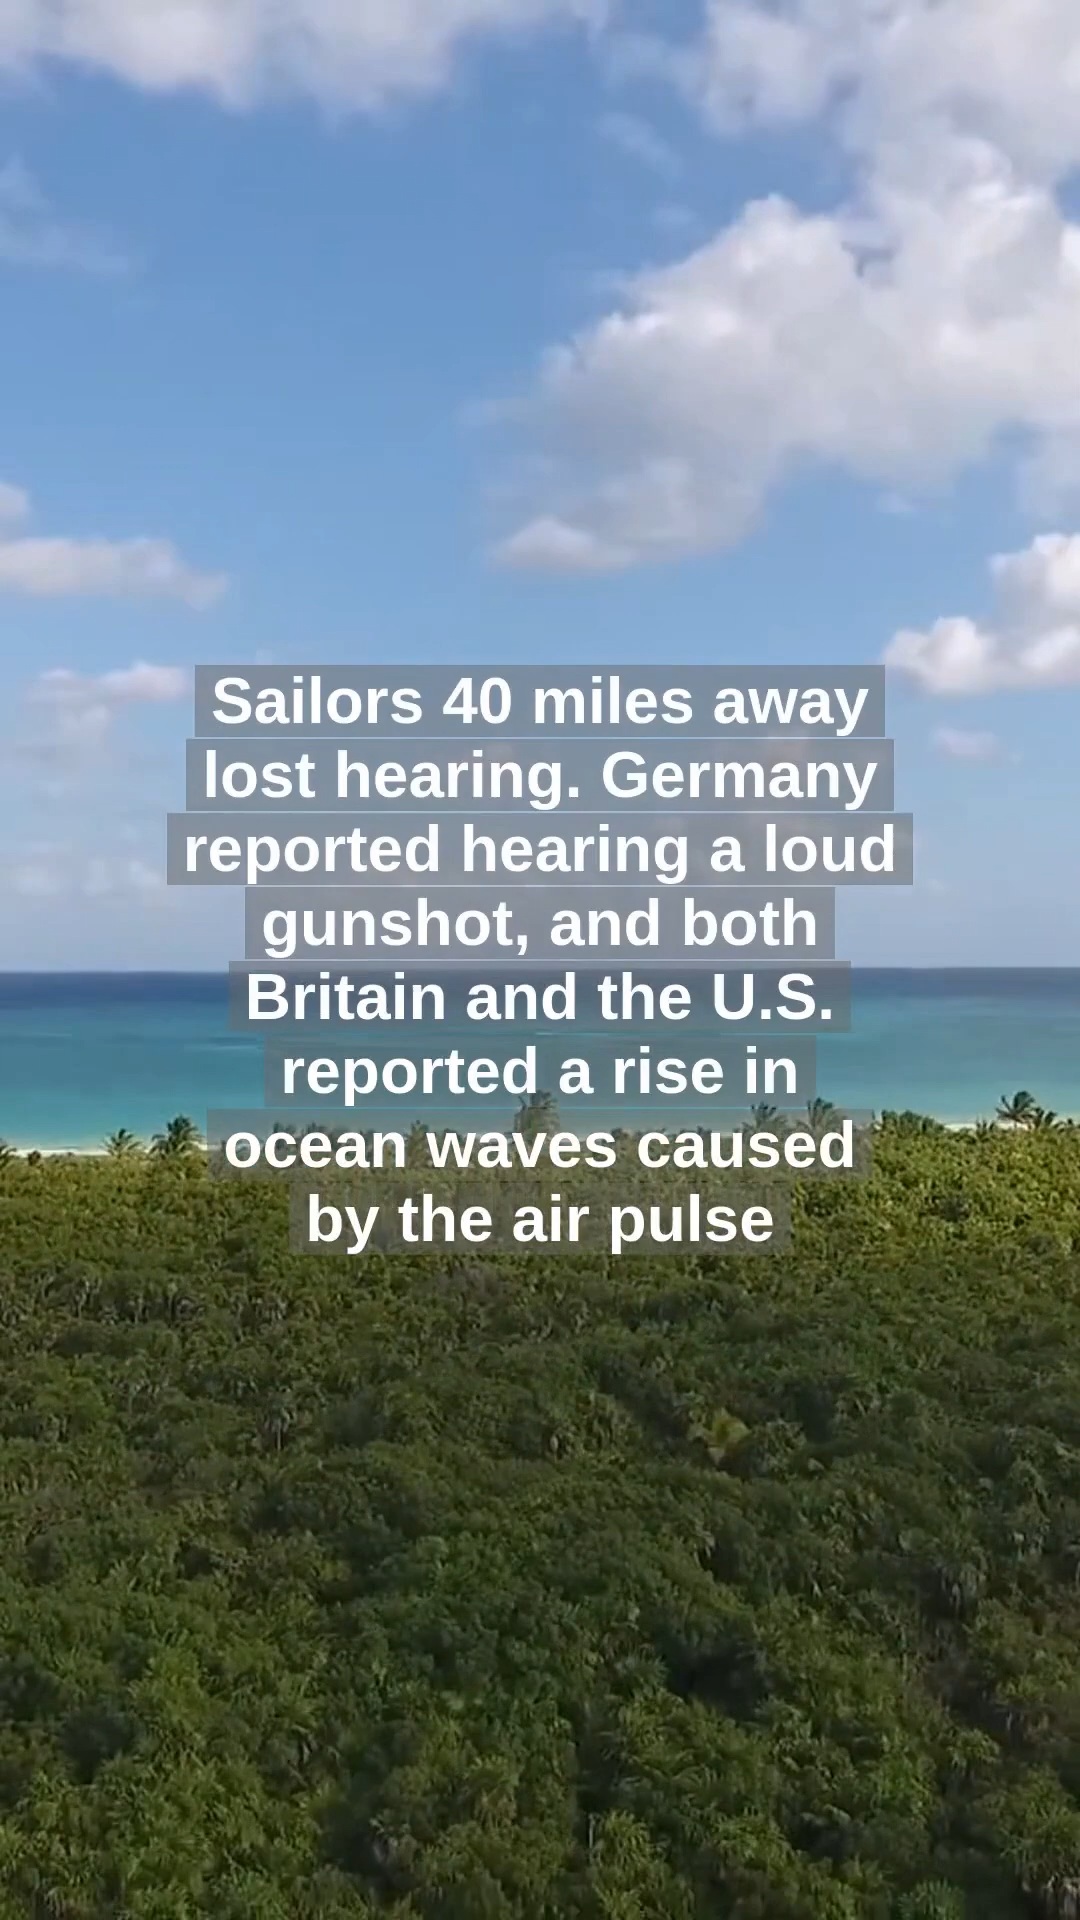 Sailors 40 miles away
lost hearing. Germany
reported hearing a loud
gunshot, and both
Britain and the U.S.
reported a rise in
ocean waves caused
by the air pulse